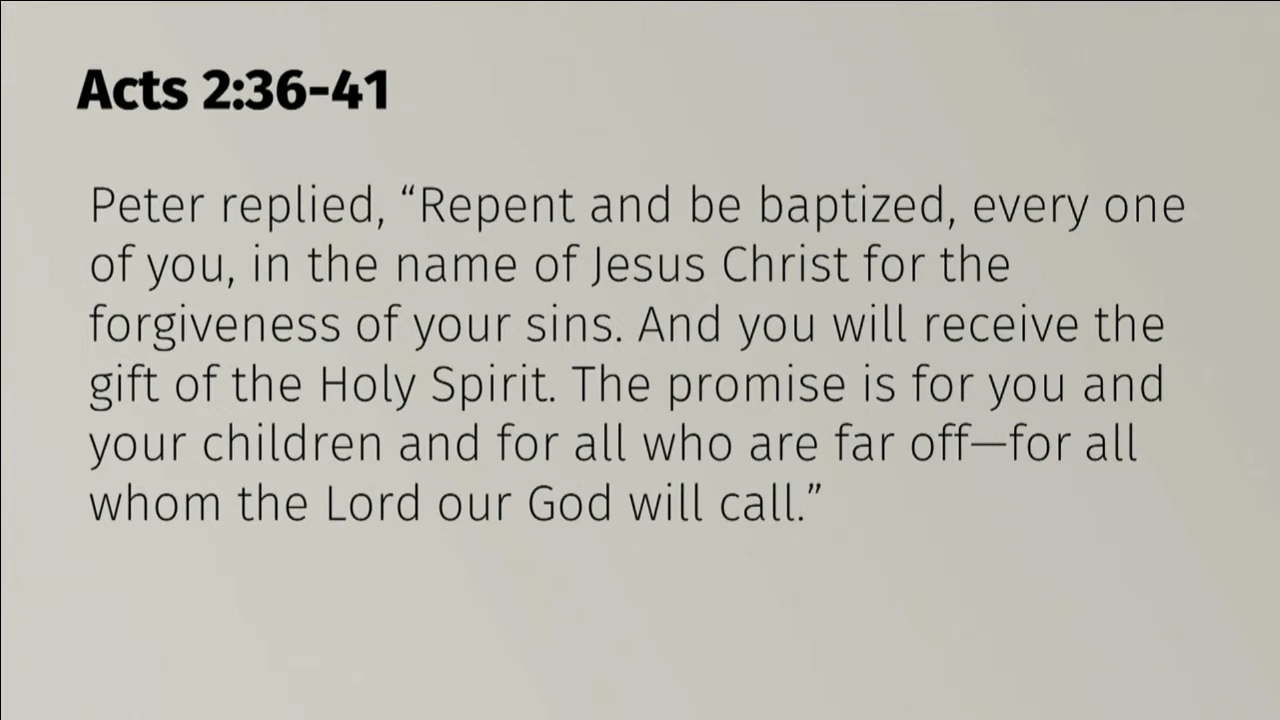 Acts 2:36-41
Peter replied, “Repent and be baptized, every one
of you, in the name of Jesus Christ for the
forgiveness of your sins. And you will receive the
gift of the Holy Spirit. The promise is for you and
your children and for all who are far off—for all
whom the Lord our God will call.”